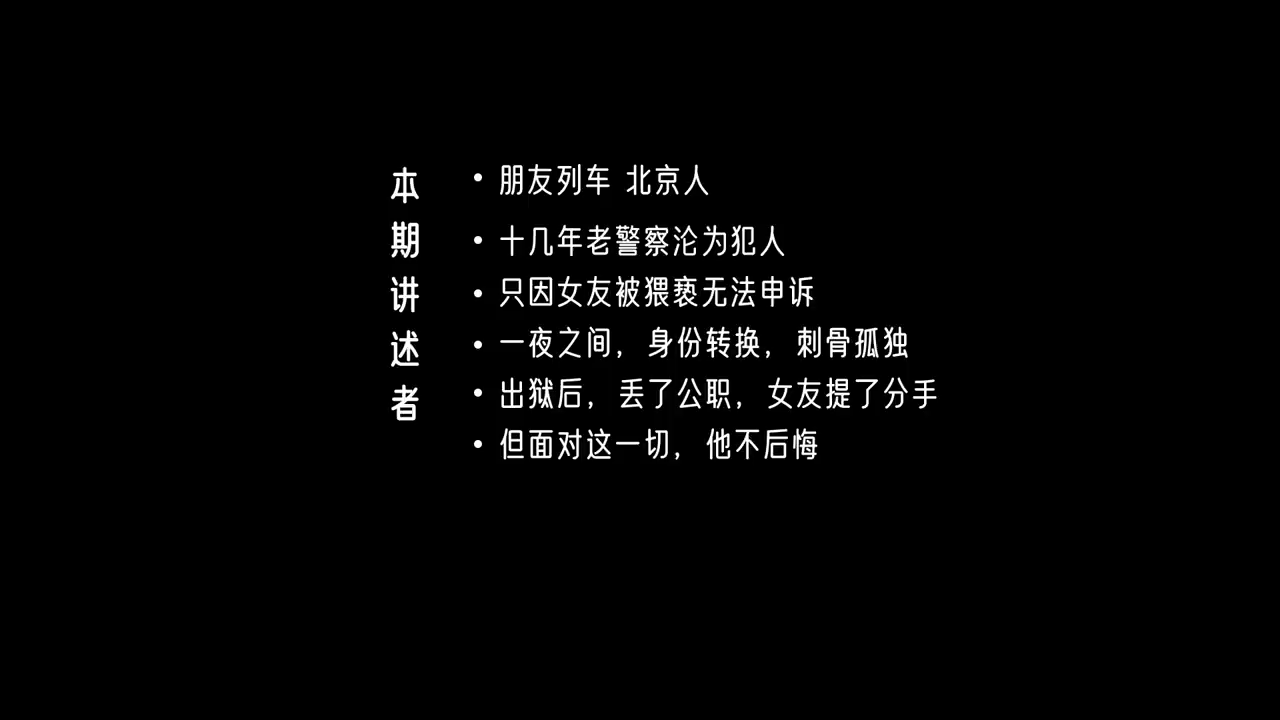 本期讲述者
• 朋友列车 北京人
• 十几年老警察沦为犯人
• 只因女友被猥亵无法申诉
• 一夜之间，身份转换，刺骨孤独
• 出狱后，丢了公职，女友提了分手
• 但面对这一切，他不后悔